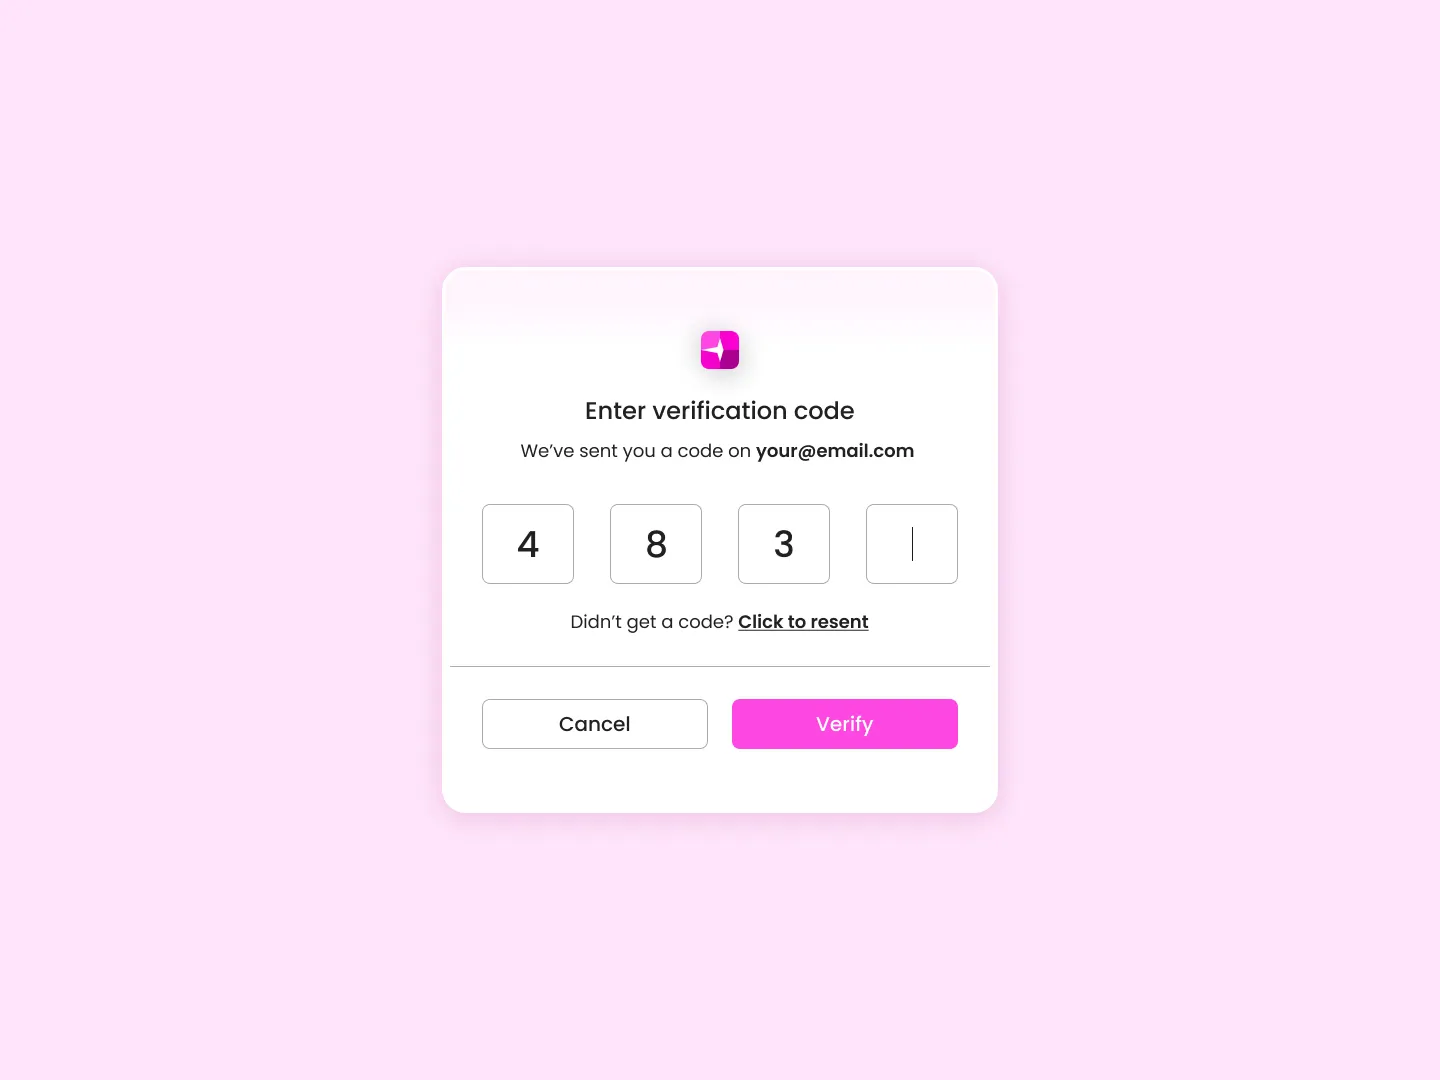 Enter verification code
We’ve sent you a code on your@email.com
4 8 3
Didn’t get a code? Click to resent
Cancel Verify